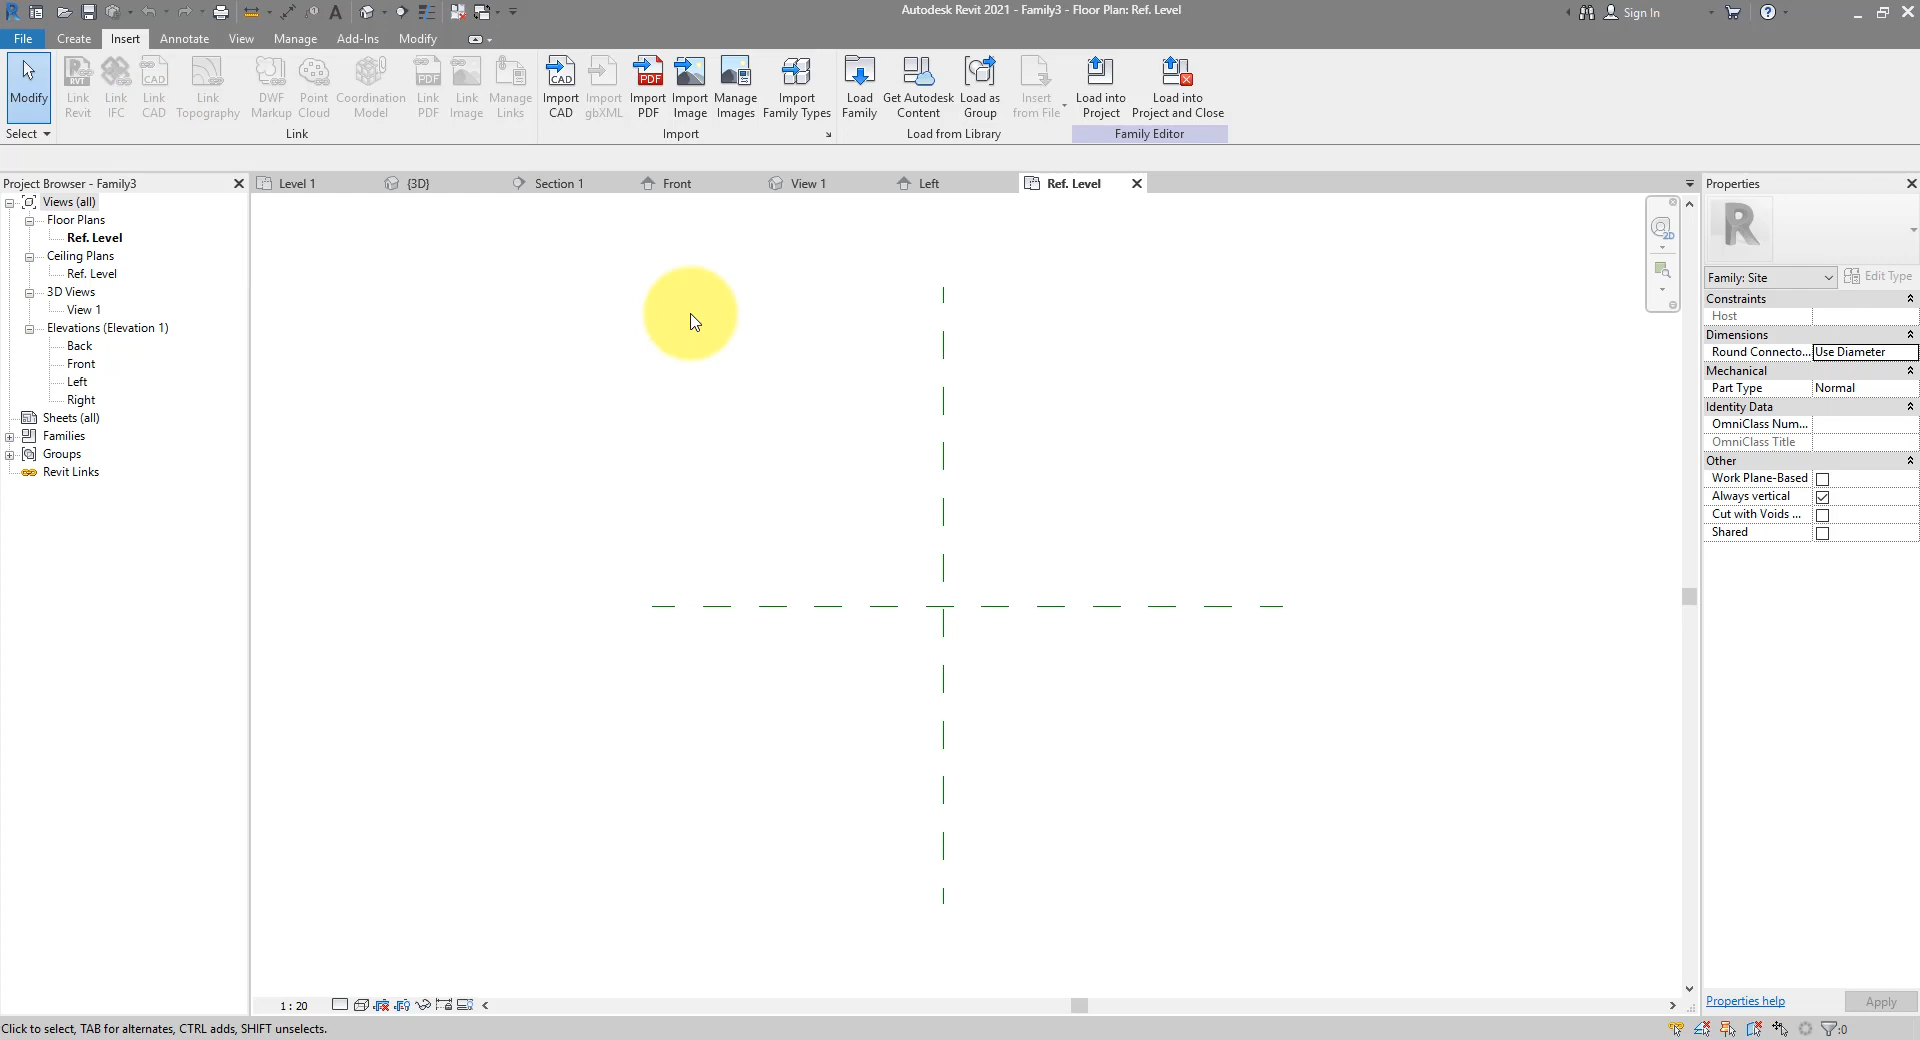 Autodesk Revit 2021 - Family3 - Floor Plan: Ref. Level
Sign In
File Create Insert Annotate View Manage Add-Ins Modify
Modify
Link Revit
Link IFC
Link CAD
Link Topography
DWF Markup
Point Cloud
Coordination Model
Link PDF
Link Image
Manage Links
Import CAD
Import gbXML
Import PDF
Import Image
Manage Images
Import Family Types
Load Family
Get Autodesk Content
Load as Group
Insert from File
Load into Project
Load into Project and Close
Select
Link
Import
Load from Library
Family Editor
Project Browser - Family3
Level 1
{3D}
Section 1
Front
View 1
Left
Ref. Level
Properties
Views (all)
Floor Plans
Ref. Level
Ceiling Plans
Ref. Level
3D Views
View 1
Elevations (Elevation 1)
Back
Front
Left
Right
Sheets (all)
Families
Groups
Revit Links
2D
R
Family: Site
Edit Type
Constraints
Host
Dimensions
Round Connecto... Use Diameter
Mechanical
Part Type Normal
Identity Data
OmniClass Num...
OmniClass Title
Other
Work Plane-Based
Always vertical
Cut with Voids ...
Shared
Properties help
Apply
1 : 20
Click to select, TAB for alternates, CTRL adds, SHIFT unselects.
:0